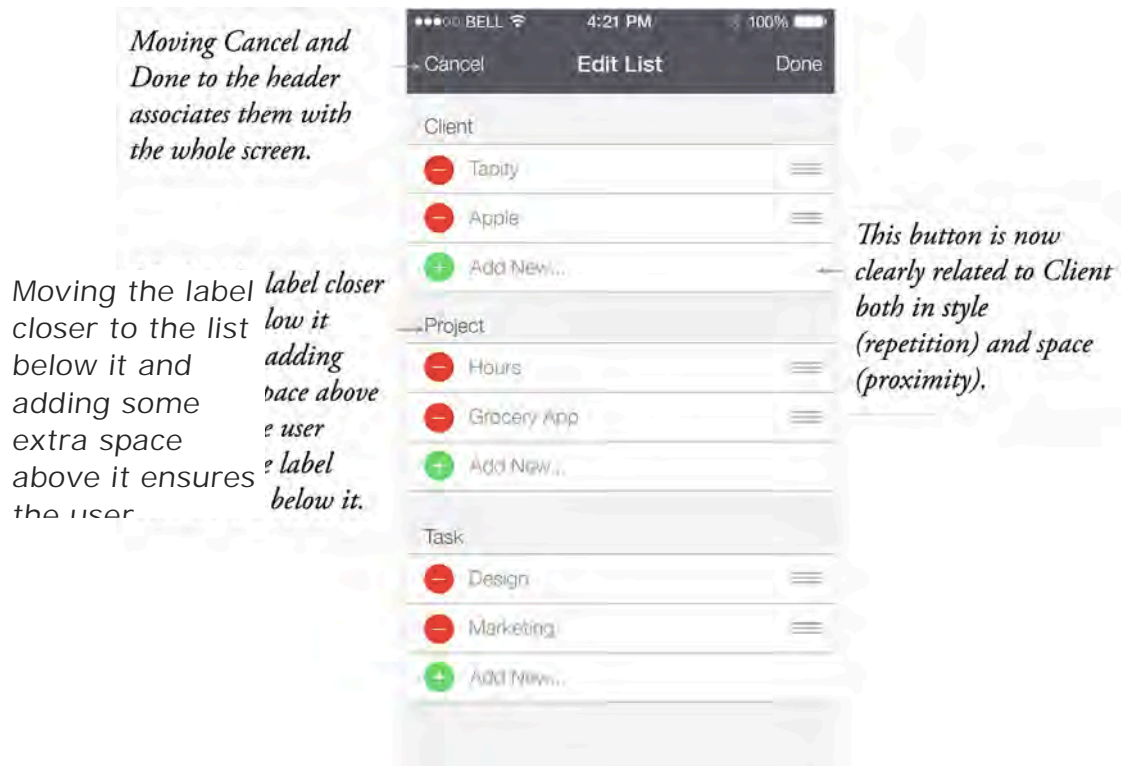 Moving Cancel and
Done to the header
associates them with
the whole screen.
BELL 4:21 PM 100%
Cancel Edit List Done
Client
Tapity
Apple
Add New...
Project
Hours
Grocery App
Add New...
Task
Design
Marketing
Add New...
Moving the label
closer to the list
below it and
adding some
extra space
above it ensures
the user
label closer
low it
adding
pace above
e user
e label
below it.
This button is now
clearly related to Client
both in style
(repetition) and space
(proximity).